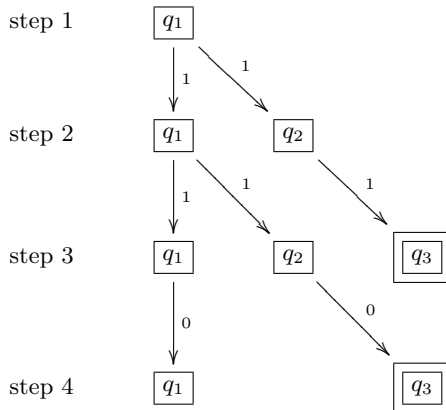 step 1 q1
1 1
step 2 q1 q2
1 1 1
step 3 q1 q2 q3
0 0
step 4 q1 q3